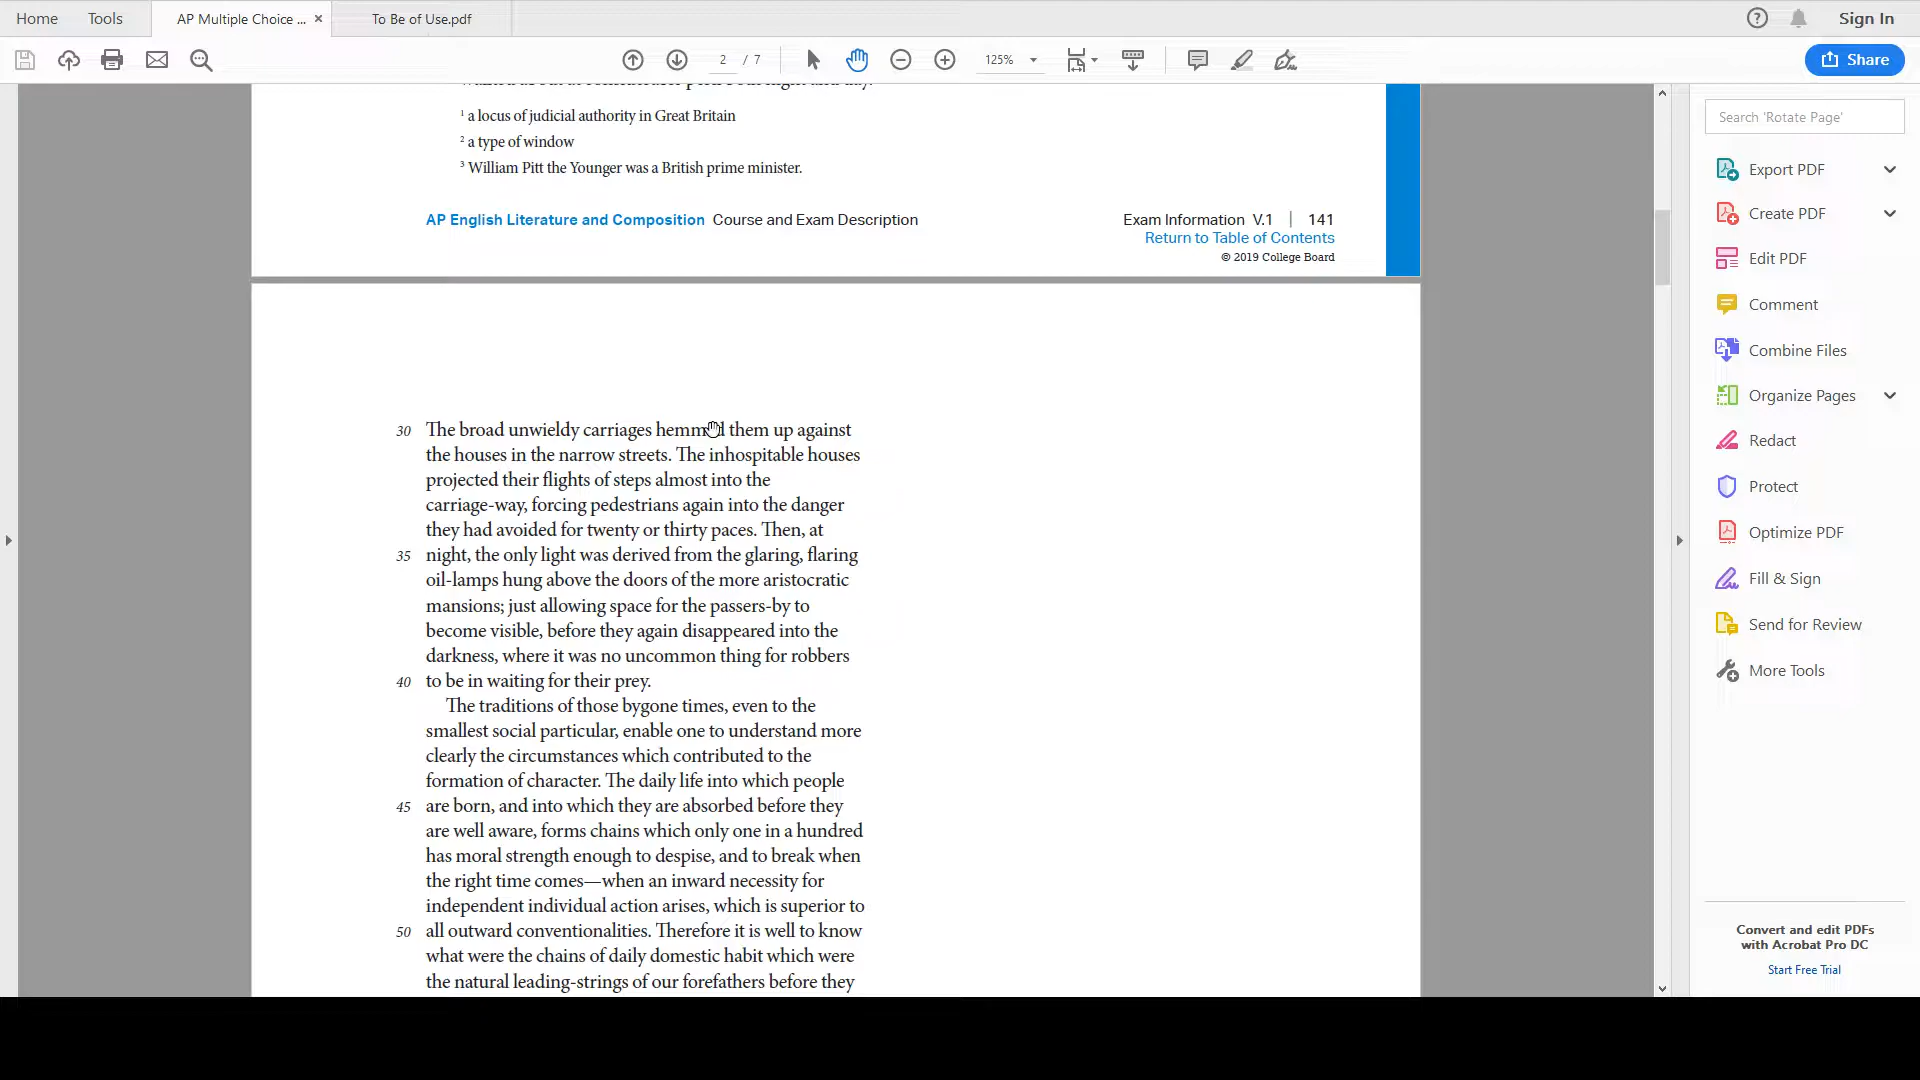 Home Tools AP Multiple Choice ... × To Be of Use.pdf Sign In
2 / 7 125% Share
¹ a locus of judicial authority in Great Britain
² a type of window
³ William Pitt the Younger was a British prime minister.
AP English Literature and Composition Course and Exam Description Exam Information V.1 | 141
Return to Table of Contents
© 2019 College Board
30 The broad unwieldy carriages hemmed them up against
the houses in the narrow streets. The inhospitable houses
projected their flights of steps almost into the
carriage-way, forcing pedestrians again into the danger
they had avoided for twenty or thirty paces. Then, at
35 night, the only light was derived from the glaring, flaring
oil-lamps hung above the doors of the more aristocratic
mansions; just allowing space for the passers-by to
become visible, before they again disappeared into the
darkness, where it was no uncommon thing for robbers
40 to be in waiting for their prey.
The traditions of those bygone times, even to the
smallest social particular, enable one to understand more
clearly the circumstances which contributed to the
formation of character. The daily life into which people
45 are born, and into which they are absorbed before they
are well aware, forms chains which only one in a hundred
has moral strength enough to despise, and to break when
the right time comes—when an inward necessity for
independent individual action arises, which is superior to
50 all outward conventionalities. Therefore it is well to know
what were the chains of daily domestic habit which were
the natural leading-strings of our forefathers before they
Search 'Rotate Page'
Export PDF
Create PDF
Edit PDF
Comment
Combine Files
Organize Pages
Redact
Protect
Optimize PDF
Fill & Sign
Send for Review
More Tools
Convert and edit PDFs
with Acrobat Pro DC
Start Free Trial